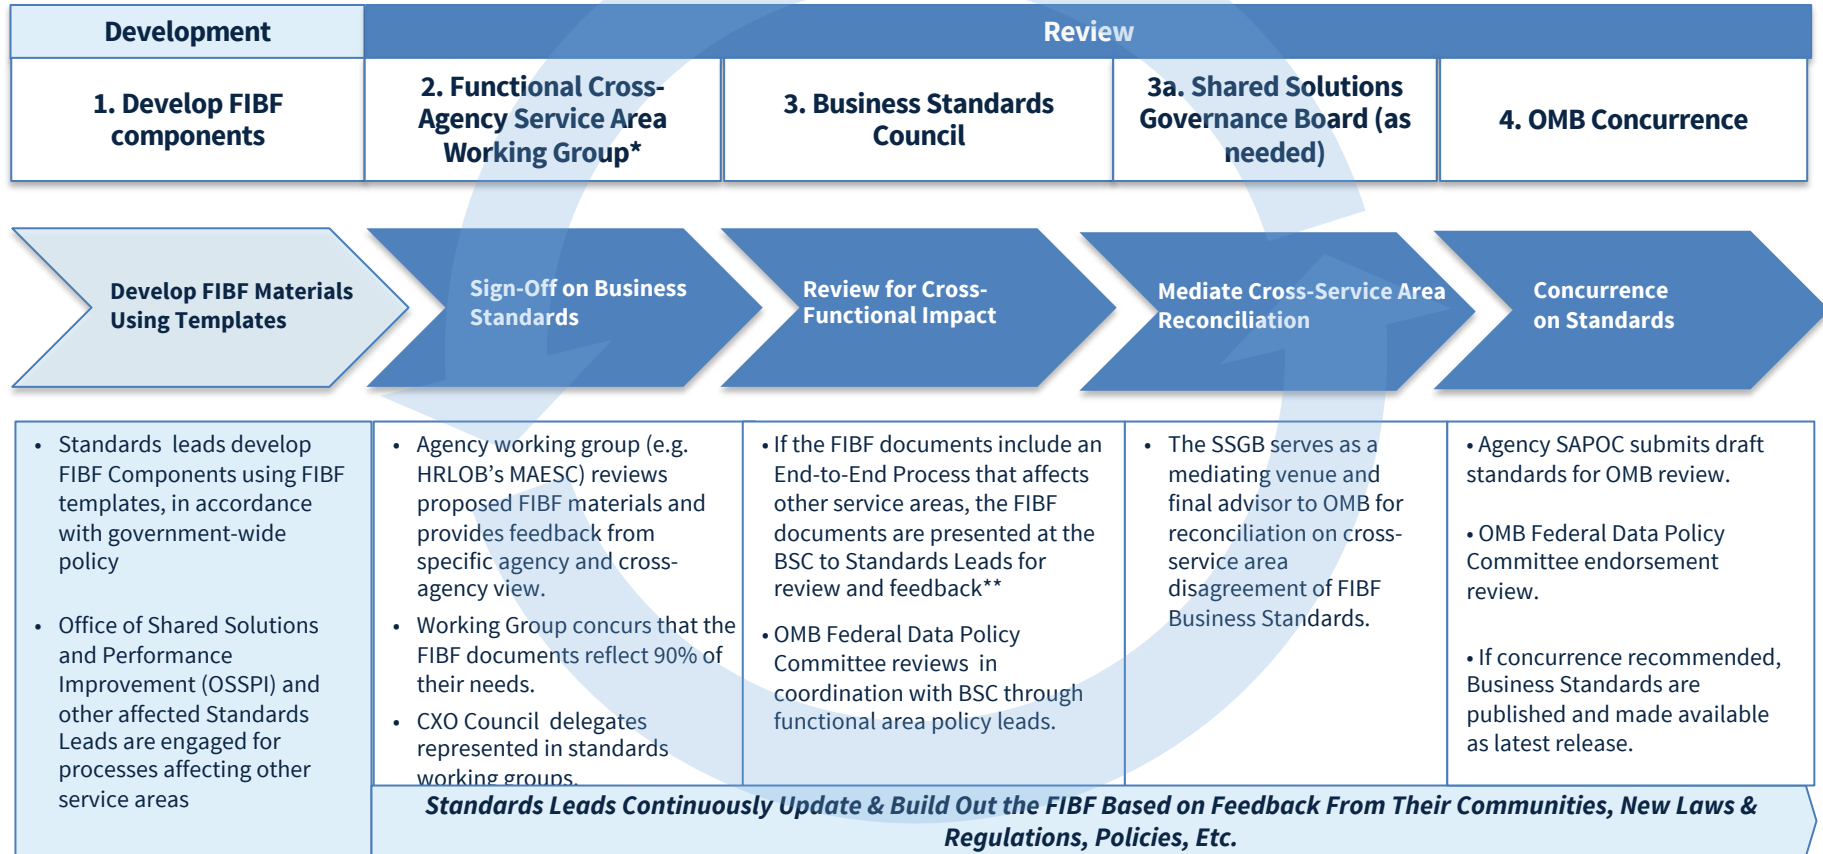 Development
Review
1. Develop FIBF
components
2. Functional Cross-
Agency Service Area
Working Group*
3. Business Standards
Council
3a. Shared Solutions
Governance Board (as
needed)
4. OMB Concurrence
Develop FIBF Materials
Using Templates
Sign-Off on Business
Standards
Review for Cross-
Functional Impact
Mediate Cross-Service Area
Reconciliation
Concurrence
on Standards
• Standards leads develop
FIBF Components using FIBF
templates, in accordance
with government-wide
policy
• Office of Shared Solutions
and Performance
Improvement (OSSPI) and
other affected Standards
Leads are engaged for
processes affecting other
service areas
• Agency working group (e.g.
HRLOB's MAESC) reviews
proposed FIBF materials and
provides feedback from
specific agency and cross-
agency view.
• Working Group concurs that the
FIBF documents reflect 90% of
their needs.
• CXO Council delegates
represented in standards
working groups.
• If the FIBF documents include an
End-to-End Process that affects
other service areas, the FIBF
documents are presented at the
BSC to Standards Leads for
review and feedback**
• OMB Federal Data Policy
Committee reviews in
coordination with BSC through
functional area policy leads.
• The SSGB serves as a
mediating venue and
final advisor to OMB for
reconciliation on cross-
service area
disagreement of FIBF
Business Standards.
• Agency SAPOC submits draft
standards for OMB review.
• OMB Federal Data Policy
Committee endorsement
review.
• If concurrence recommended,
Business Standards are
published and made available
as latest release.
Standards Leads Continuously Update & Build Out the FIBF Based on Feedback From Their Communities, New Laws &
Regulations, Policies, Etc.